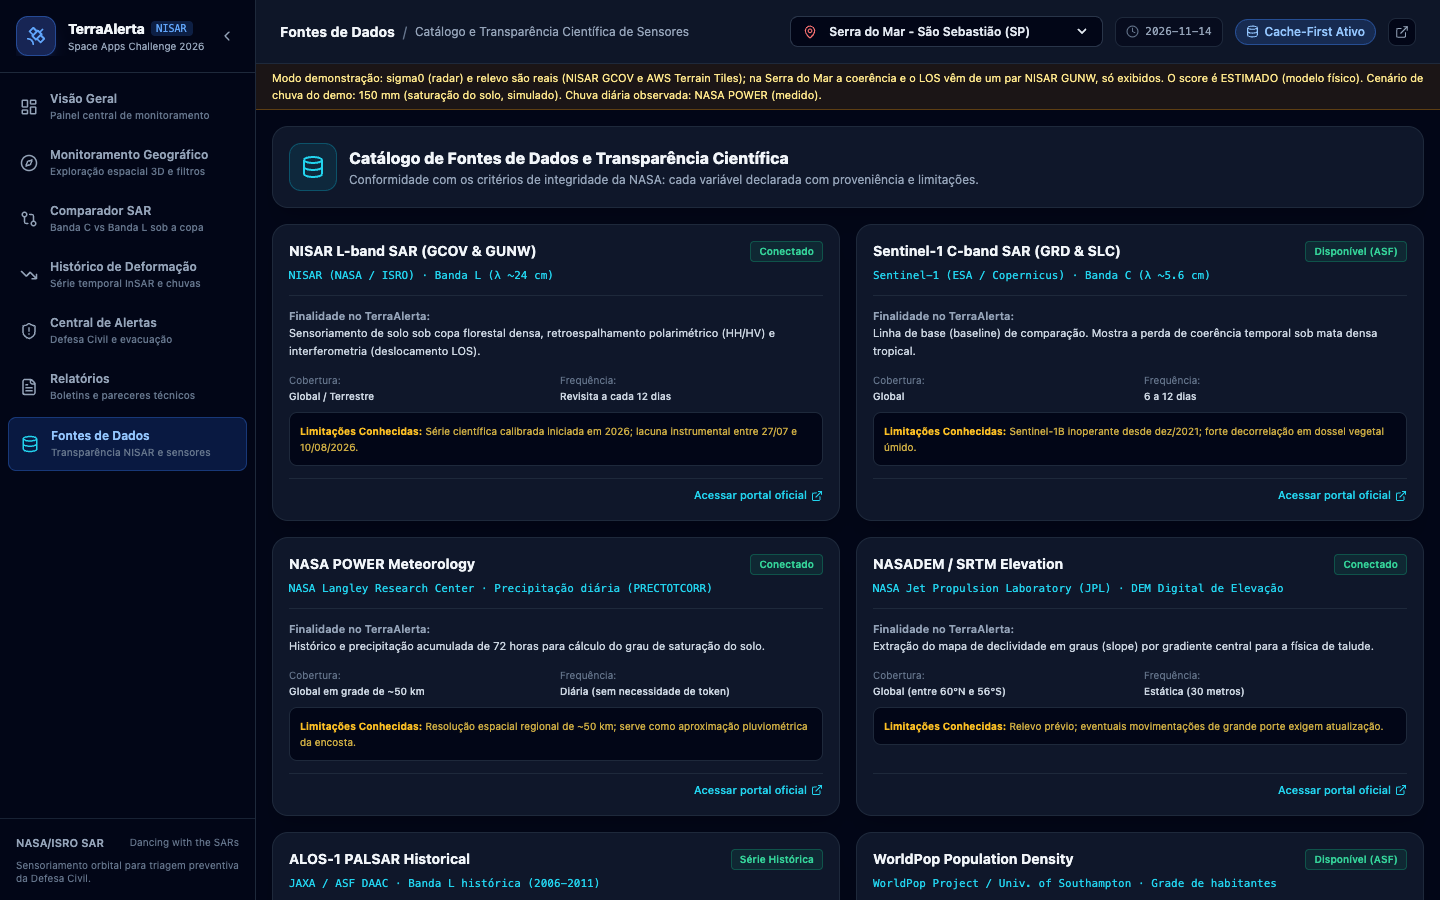 TerraAlerta NISAR
Space Apps Challenge 2026
Visão Geral
Painel central de monitoramento
Monitoramento Geográfico
Exploração espacial 3D e filtros
Comparador SAR
Banda C vs Banda L sob a copa
Histórico de Deformação
Série temporal InSAR e chuvas
Central de Alertas
Defesa Civil e evacuação
Relatórios
Boletins e pareceres técnicos
Fontes de Dados
Transparência NISAR e sensores
NASA/ISRO SAR Dancing with the SARs
Sensoriamento orbital para triagem preventiva
da Defesa Civil.
Fontes de Dados / Catálogo e Transparência Científica de Sensores
Serra do Mar - São Sebastião (SP)
2026-11-14
Cache-First Ativo
Modo demonstração: sigma0 (radar) e relevo são reais (NISAR GCOV e AWS Terrain Tiles); na Serra do Mar a coerência e o LOS vêm de um par NISAR GUNW, só exibidos. O score é ESTIMADO (modelo físico). Cenário de
chuva do demo: 150 mm (saturação do solo, simulado). Chuva diária observada: NASA POWER (medido).
Catálogo de Fontes de Dados e Transparência Científica
Conformidade com os critérios de integridade da NASA: cada variável declarada com proveniência e limitações.
NISAR L-band SAR (GCOV & GUNW) Conectado
NISAR (NASA / ISRO) · Banda L (λ ~24 cm)
Finalidade no TerraAlerta:
Sensoriamento de solo sob copa florestal densa, retroespalhamento polarimétrico (HH/HV) e
interferometria (deslocamento LOS).
Cobertura: Frequência:
Global / Terrestre Revisita a cada 12 dias
Limitações Conhecidas: Série científica calibrada iniciada em 2026; lacuna instrumental entre 27/07 e
10/08/2026.
Acessar portal oficial
Sentinel-1 C-band SAR (GRD & SLC) Disponível (ASF)
Sentinel-1 (ESA / Copernicus) · Banda C (λ ~5.6 cm)
Finalidade no TerraAlerta:
Linha de base (baseline) de comparação. Mostra a perda de coerência temporal sob mata densa
tropical.
Cobertura: Frequência:
Global 6 a 12 dias
Limitações Conhecidas: Sentinel-1B inoperante desde dez/2021; forte decorrelação em dossel vegetal
úmido.
Acessar portal oficial
NASA POWER Meteorology Conectado
NASA Langley Research Center · Precipitação diária (PRECTOTCORR)
Finalidade no TerraAlerta:
Histórico e precipitação acumulada de 72 horas para cálculo do grau de saturação do solo.
Cobertura: Frequência:
Global em grade de ~50 km Diária (sem necessidade de token)
Limitações Conhecidas: Resolução espacial regional de ~50 km; serve como aproximação pluviométrica
da encosta.
Acessar portal oficial
NASADEM / SRTM Elevation Conectado
NASA Jet Propulsion Laboratory (JPL) · DEM Digital de Elevação
Finalidade no TerraAlerta:
Extração do mapa de declividade em graus (slope) por gradiente central para a física de talude.
Cobertura: Frequência:
Global (entre 60°N e 56°S) Estática (30 metros)
Limitações Conhecidas: Relevo prévio; eventuais movimentações de grande porte exigem atualização.
Acessar portal oficial
ALOS-1 PALSAR Historical Série Histórica
JAXA / ASF DAAC · Banda L histórica (2006–2011)
WorldPop Population Density Disponível (ASF)
WorldPop Project / Univ. of Southampton · Grade de habitantes